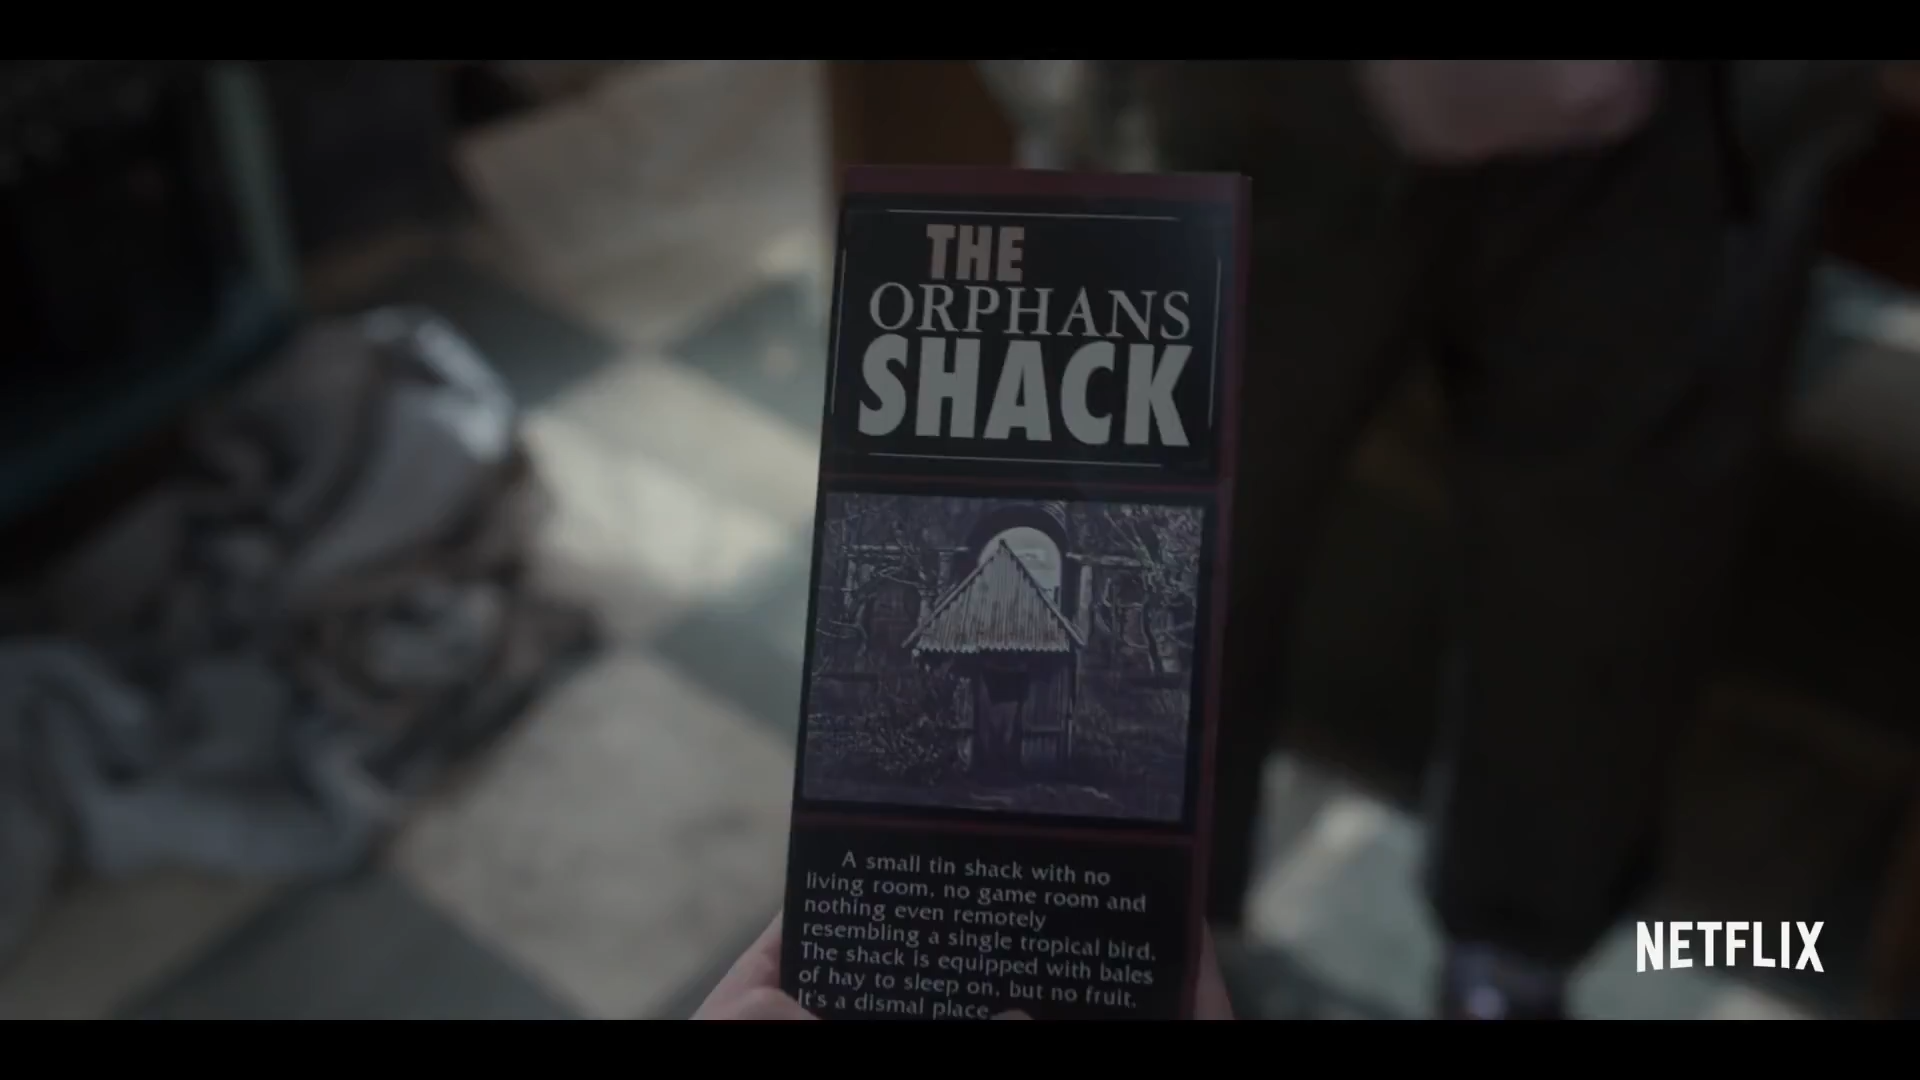 THE
ORPHANS
SHACK
A small tin shack with no
living room, no game room and
nothing even remotely
resembling a single tropical bird.
The shack is equipped with bales
of hay to sleep on, but no fruit.
It's a dismal place.
NETFLIX